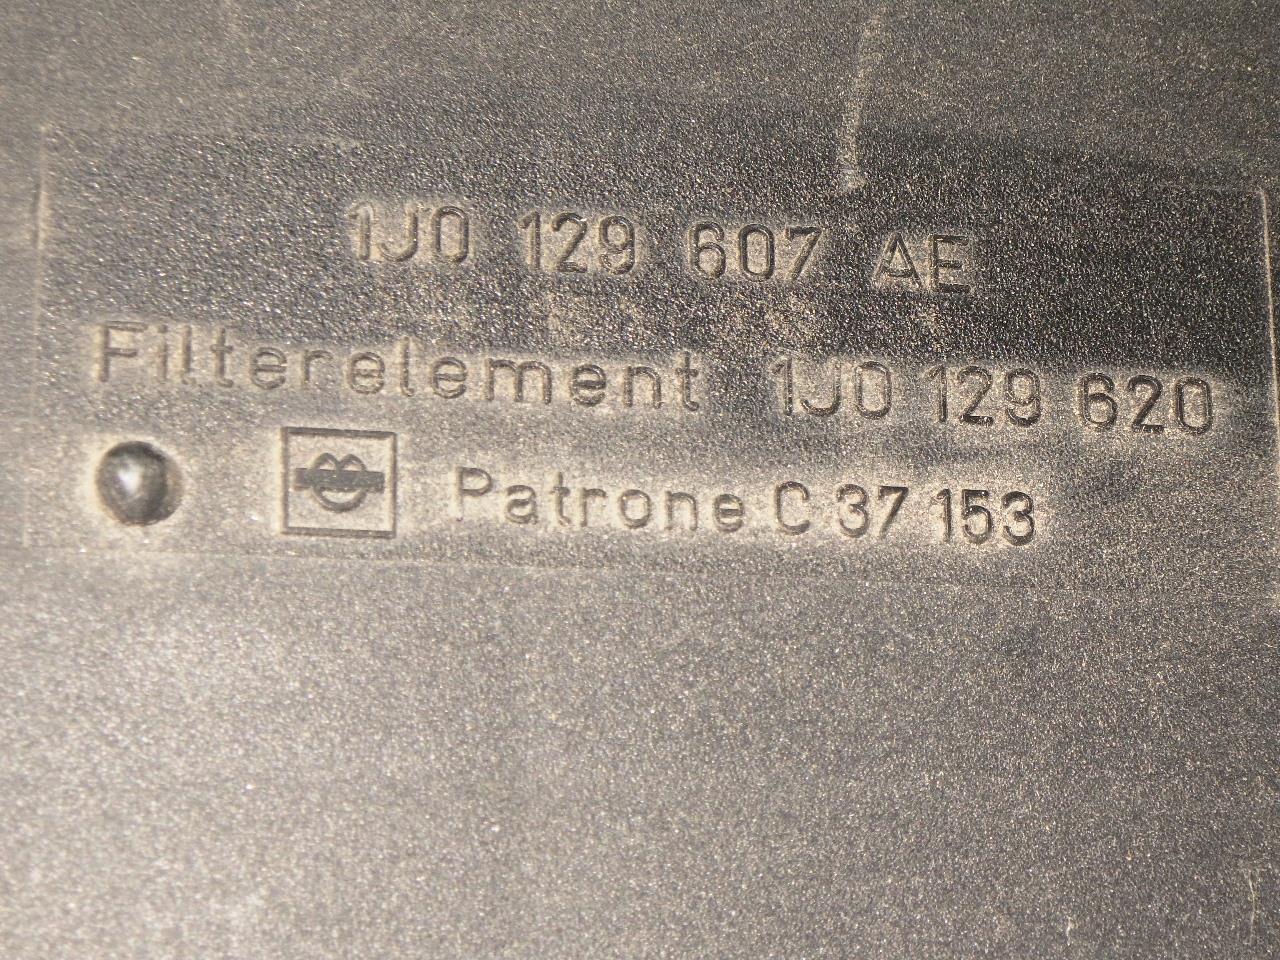 1J0 129 607 AE
Filterelement 1J0 129 620
Patrone C 37 153